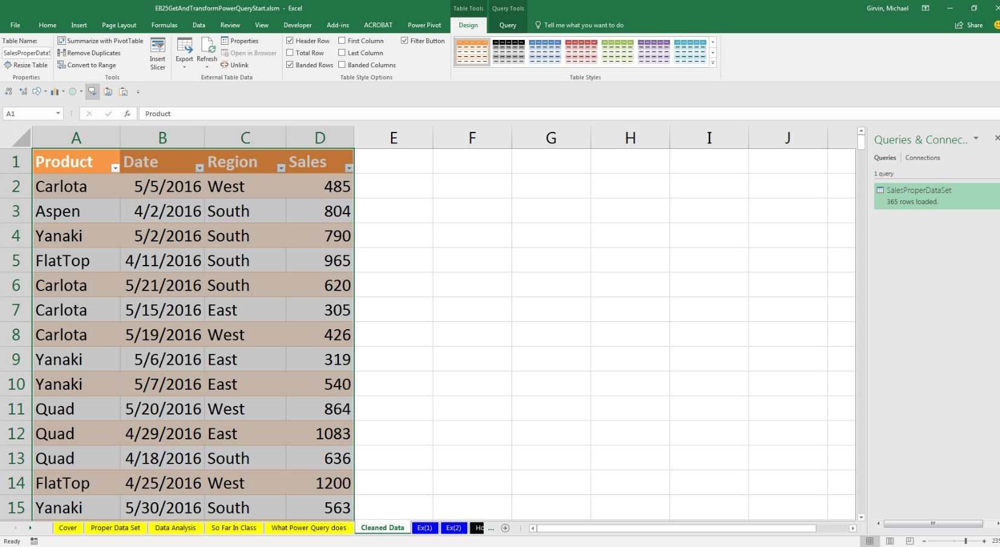 EB25GetAndTransformPowerQueryStart.xlsm - Excel
Table Tools
Query Tools
Girvin, Michael
File
Home
Insert
Page Layout
Formulas
Data
Review
View
Developer
Add-ins
ACROBAT
Power Pivot
Design
Query
Tell me what you want to do
Share
Table Name:
SalesProperData
Resize Table
Properties
Summarize with PivotTable
Remove Duplicates
Convert to Range
Tools
Insert
Slicer
Export
Refresh
Properties
Open in Browser
Unlink
External Table Data
Header Row
First Column
Filter Button
Total Row
Last Column
Banded Rows
Banded Columns
Table Style Options
Table Styles
A1
fx
Product
A B C D E F G H I J
1 Product Date Region Sales
2 Carlota 5/5/2016 West 485
3 Aspen 4/2/2016 South 804
4 Yanaki 5/2/2016 South 790
5 FlatTop 4/11/2016 South 965
6 Carlota 5/21/2016 South 620
7 Carlota 5/15/2016 East 305
8 Carlota 5/19/2016 West 426
9 Yanaki 5/6/2016 East 319
10 Yanaki 5/7/2016 East 540
11 Quad 5/20/2016 West 864
12 Quad 4/29/2016 East 1083
13 Quad 4/18/2016 South 636
14 FlatTop 4/25/2016 West 1200
15 Yanaki 5/30/2016 South 563
Queries & Connec..
Queries
Connections
1 query
SalesProperDataSet
365 rows loaded.
Cover
Proper Data Set
Data Analysis
So Far In Class
What Power Query does
Cleaned Data
Ex(1)
Ex(2)
Ho
...
Ready